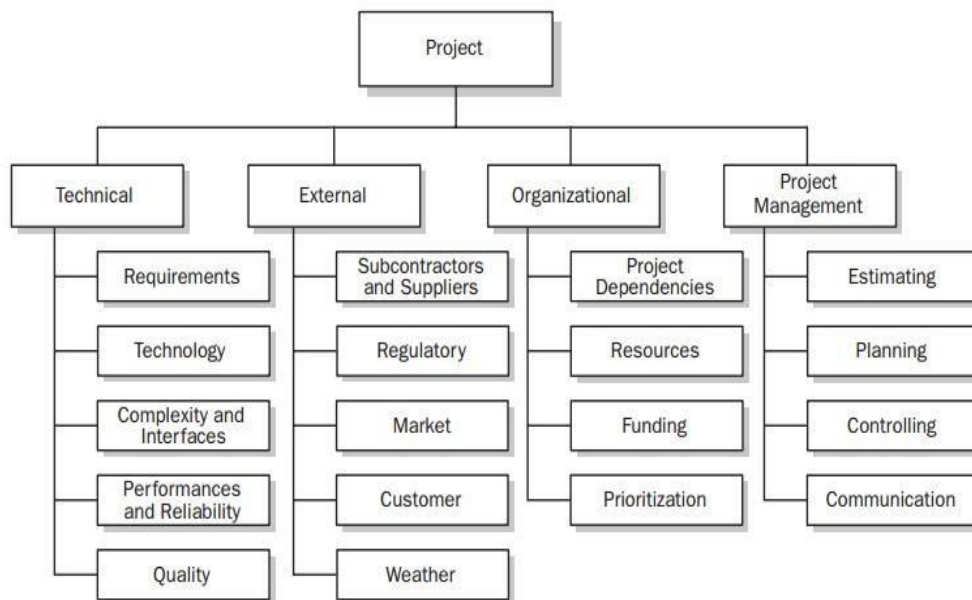 Project
Technical
External
Organizational
Project
Management
Requirements
Technology
Complexity and
Interfaces
Performances
and Reliability
Quality
Subcontractors
and Suppliers
Regulatory
Market
Customer
Weather
Project
Dependencies
Resources
Funding
Prioritization
Estimating
Planning
Controlling
Communication